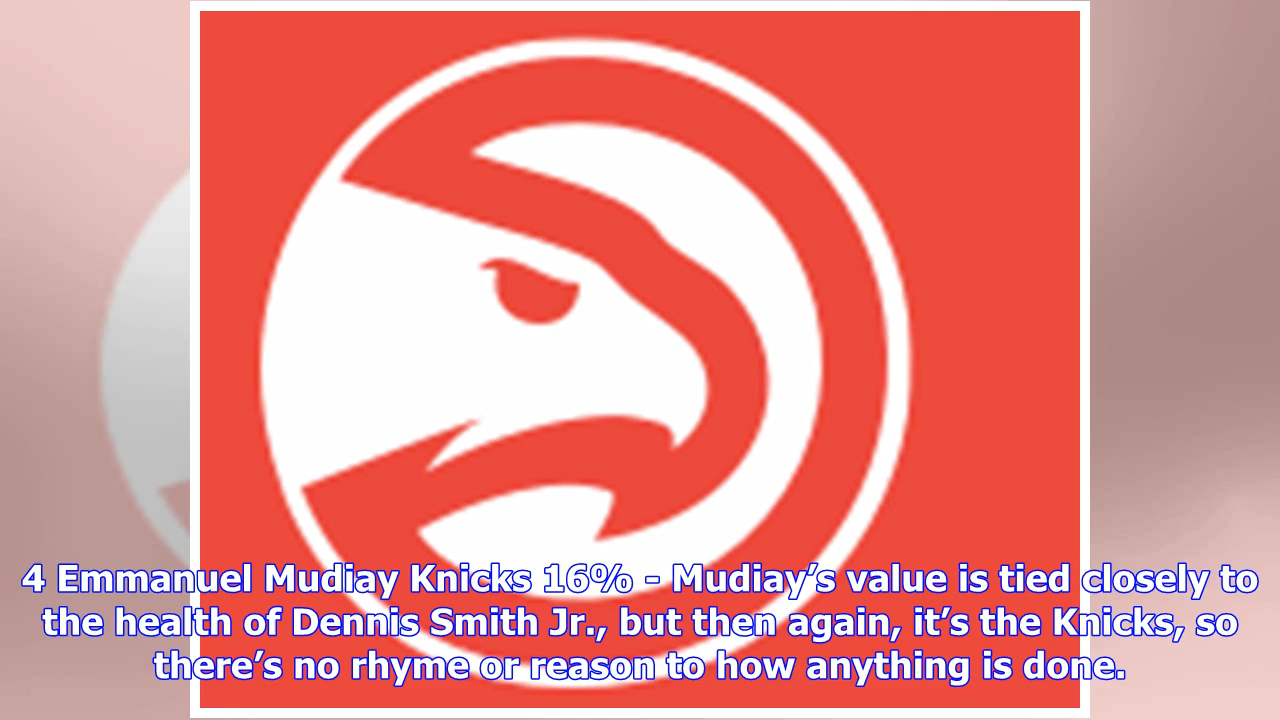 4 Emmanuel Mudiay Knicks 16% - Mudiay’s value is tied closely to
the health of Dennis Smith Jr., but then again, it’s the Knicks, so
there’s no rhyme or reason to how anything is done.